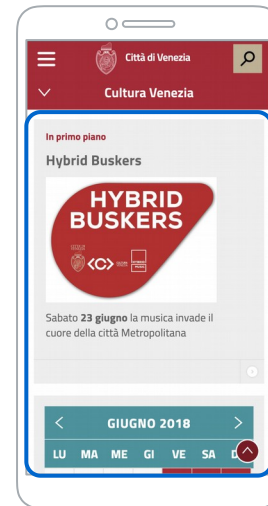 Città di Venezia
Cultura Venezia
In primo piano
Hybrid Buskers
HYBRID
BUSKERS
<C>
Sabato 23 giugno la musica invade il
cuore della città Metropolitana
GIUGNO 2018
LU MA ME GI VE SA